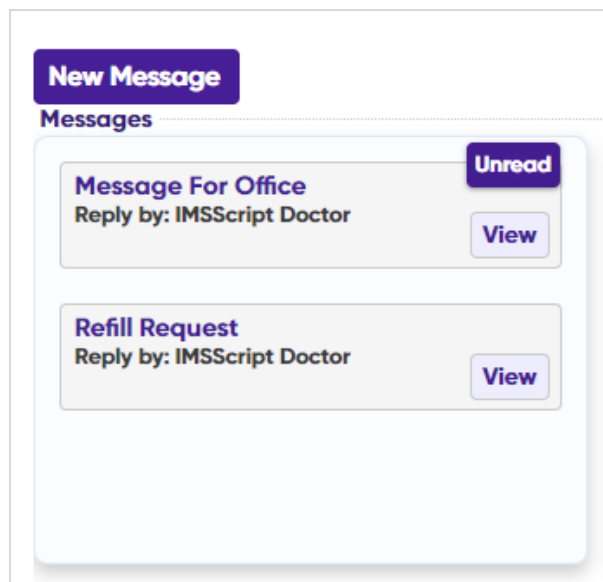 New Message
Messages
Unread
Message For Office
Reply by: IMSScript Doctor
View
Refill Request
Reply by: IMSScript Doctor
View